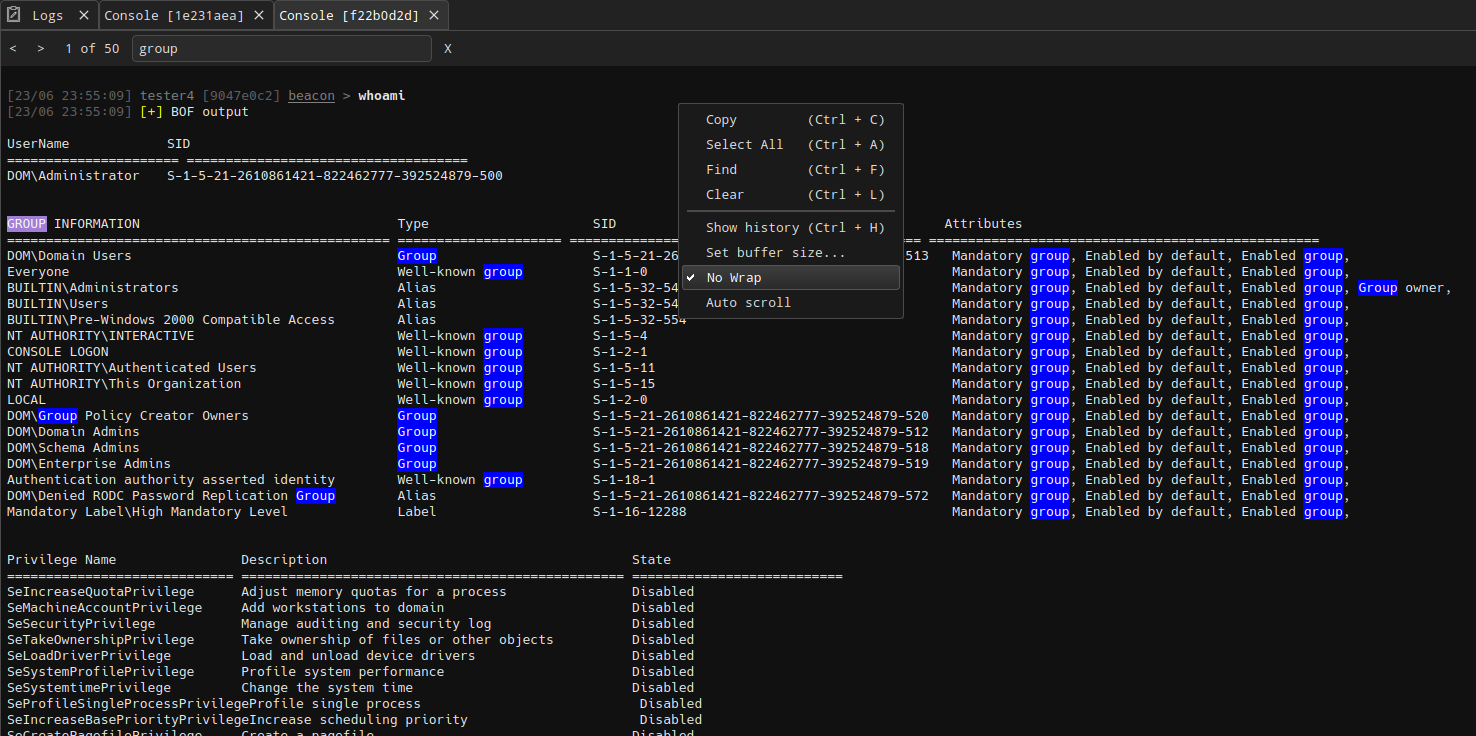 Logs X Console [1e231aea] X Console [f22b0d2d] X
< > 1 of 50 group X
[23/06 23:55:09] tester4 [9047e0c2] beacon > whoami
[23/06 23:55:09] [+] BOF output
UserName SID
====================== ====================================
DOM\Administrator S-1-5-21-2610861421-822462777-392524879-500
GROUP INFORMATION Type SID Attributes
================================================= ===================== ============================================= ==================================================
DOM\Domain Users Group S-1-5-21-26 513 Mandatory group, Enabled by default, Enabled group,
Everyone Well-known group S-1-1-0 Mandatory group, Enabled by default, Enabled group,
BUILTIN\Administrators Alias S-1-5-32-54 Mandatory group, Enabled by default, Enabled group, Group owner,
BUILTIN\Users Alias S-1-5-32-54 Mandatory group, Enabled by default, Enabled group,
BUILTIN\Pre-Windows 2000 Compatible Access Alias S-1-5-32-554 Mandatory group, Enabled by default, Enabled group,
NT AUTHORITY\INTERACTIVE Well-known group S-1-5-4 Mandatory group, Enabled by default, Enabled group,
CONSOLE LOGON Well-known group S-1-2-1 Mandatory group, Enabled by default, Enabled group,
NT AUTHORITY\Authenticated Users Well-known group S-1-5-11 Mandatory group, Enabled by default, Enabled group,
NT AUTHORITY\This Organization Well-known group S-1-5-15 Mandatory group, Enabled by default, Enabled group,
LOCAL Well-known group S-1-2-0 Mandatory group, Enabled by default, Enabled group,
DOM\Group Policy Creator Owners Group S-1-5-21-2610861421-822462777-392524879-520 Mandatory group, Enabled by default, Enabled group,
DOM\Domain Admins Group S-1-5-21-2610861421-822462777-392524879-512 Mandatory group, Enabled by default, Enabled group,
DOM\Schema Admins Group S-1-5-21-2610861421-822462777-392524879-518 Mandatory group, Enabled by default, Enabled group,
DOM\Enterprise Admins Group S-1-5-21-2610861421-822462777-392524879-519 Mandatory group, Enabled by default, Enabled group,
Authentication authority asserted identity Well-known group S-1-18-1 Mandatory group, Enabled by default, Enabled group,
DOM\Denied RODC Password Replication Group Alias S-1-5-21-2610861421-822462777-392524879-572 Mandatory group, Enabled by default, Enabled group,
Mandatory Label\High Mandatory Level Label S-1-16-12288 Mandatory group, Enabled by default, Enabled group,
Privilege Name Description State
============================= ================================================= ===========================
SeIncreaseQuotaPrivilege Adjust memory quotas for a process Disabled
SeMachineAccountPrivilege Add workstations to domain Disabled
SeSecurityPrivilege Manage auditing and security log Disabled
SeTakeOwnershipPrivilege Take ownership of files or other objects Disabled
SeLoadDriverPrivilege Load and unload device drivers Disabled
SeSystemProfilePrivilege Profile system performance Disabled
SeSystemtimePrivilege Change the system time Disabled
SeProfileSingleProcessPrivilegeProfile single process Disabled
SeIncreaseBasePriorityPrivilegeIncrease scheduling priority Disabled
SeCreatePagefilePrivilege Create a pagefile Disabled
Copy (Ctrl + C)
Select All (Ctrl + A)
Find (Ctrl + F)
Clear (Ctrl + L)
Show history (Ctrl + H)
Set buffer size...
No Wrap
Auto scroll